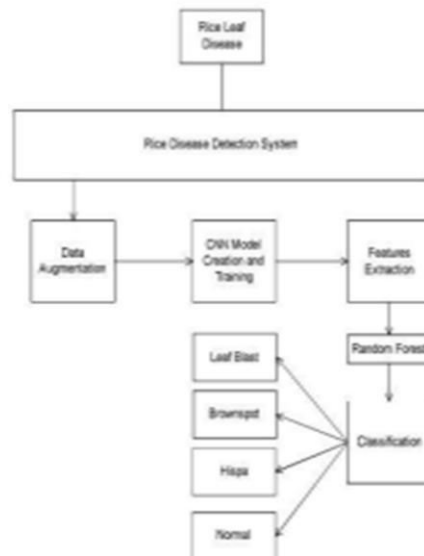 Rice Leaf
Disease
Rice Disease Detection System
Data
Augmentation
CNN Model
Creation and
Training
Features
Extraction
Random Forest
Classification
Leaf Blast
Brownspot
Hispa
Normal